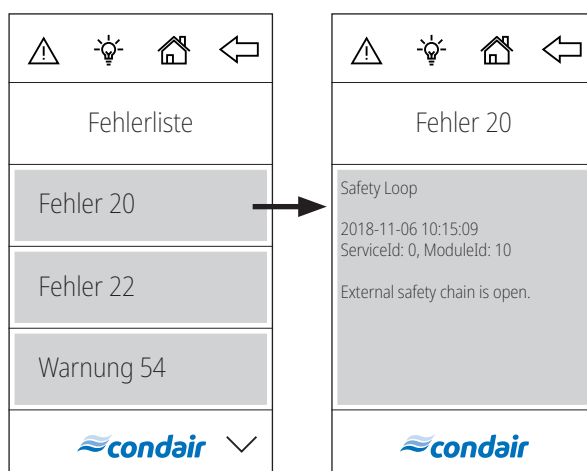 Fehlerliste
Fehler 20
Fehler 22
Warnung 54
condair
Fehler 20
Safety Loop
2018-11-06 10:15:09
ServiceId: 0, ModuleId: 10
External safety chain is open.
condair